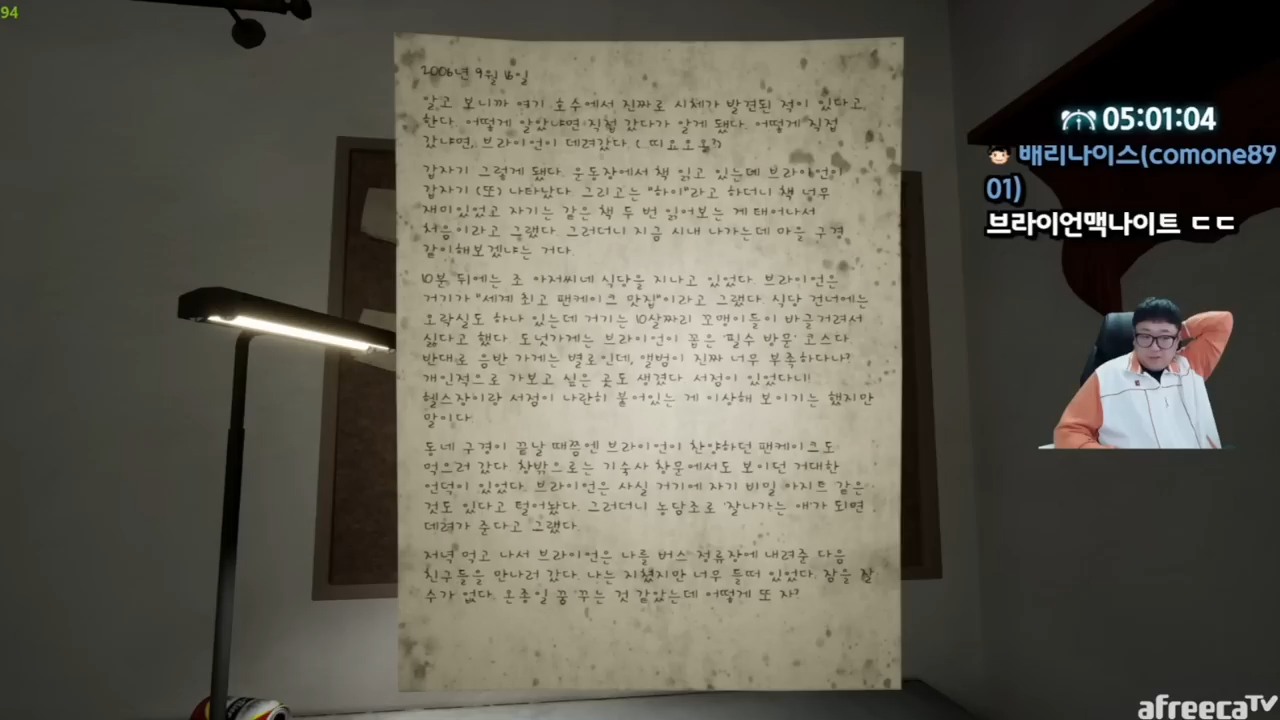 94
2006년 9월 16일
알고 보니까 여기 호수에서 진짜로 시체가 발견된 적이 있다고
한다. 어떻게 알았냐면 직접 갔다가 알게 됐다. 어떻게 직접
갔냐면, 브라이언이 데려갔다. (띠요오옹?)
갑자기 그렇게 됐다. 운동장에서 책 읽고 있는데 브라이언이
갑자기 (또) 나타났다. 그리고는 "하이"라고 하더니 책 너무
재미있었고 자기는 같은 책 두 번 읽어보는 게 태어나서
처음이라고 그랬다. 그러더니 지금 시내 나가는데 마을 구경
같이해보겠냐는 거다.
10분 뒤에는 조 아저씨네 식당을 지나고 있었다. 브라이언은
거기가 "세계 최고 팬케이크 맛집"이라고 그랬다. 식당 건너에는
오락실도 하나 있는데 거기는 10살짜리 꼬맹이들이 바글거려서
싫다고 했다. 도넛가게는 브라이언이 꼽은 '필수 방문' 코스다.
반대로 음반 가게는 별로인데, 앨범이 진짜 너무 부족하다나?
개인적으로 가보고 싶은 곳도 생겼다. 서점이 있었다니!
헬스장이랑 서점이 나란히 붙어있는 게 이상해 보이기는 했지만
말이다.
동네 구경이 끝날 때쯤엔 브라이언이 찬양하던 팬케이크도
먹으러 갔다. 창밖으로는 기숙사 창문에서도 보이던 거대한
언덕이 있었다. 브라이언은 사실 거기에 자기 비밀 아지트 같은
것도 있다고 털어놨다. 그러더니 농담조로 '잘나가는 애'가 되면
데려가 준다고 그랬다.
저녁 먹고 나서 브라이언은 나를 버스 정류장에 내려준 다음
친구들을 만나러 갔다. 나는 지쳤지만 너무 들떠 있었다. 잠을 잘
수가 없다. 온종일 꿈 꾸는 것 같았는데 어떻게 또 자?
05:01:04
배리나이스(comone89
01)
브라이언맥나이트 ㄷㄷ
afreecaTV